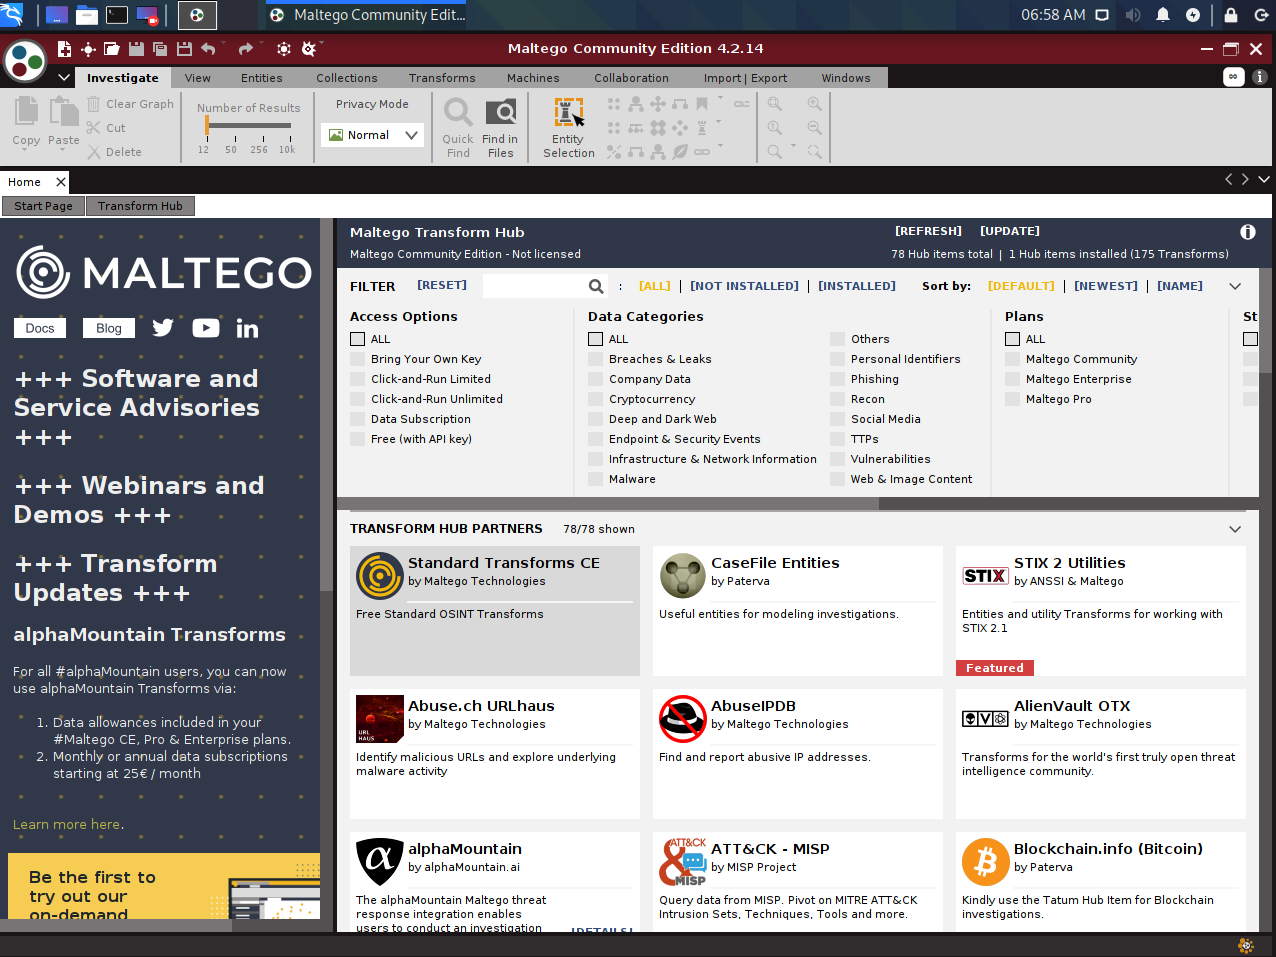 Maltego Community Edit...
06:58 AM
Maltego Community Edition 4.2.14
Investigate View Entities Collections Transforms Machines Collaboration Import | Export Windows
Copy
Paste
Clear Graph
Cut
Delete
Number of Results
12 50 256 10k
Privacy Mode
Normal
Quick Find
Find in Files
Entity Selection
Home
Start Page Transform Hub
MALTEGO
Docs Blog
+++ Software and
Service Advisories
+++
+++ Webinars and
Demos +++
+++ Transform
Updates +++
alphaMountain Transforms
For all #alphaMountain users, you can now
use alphaMountain Transforms via:
1. Data allowances included in your
#Maltego CE, Pro & Enterprise plans.
2. Monthly or annual data subscriptions
starting at 25€ / month
Learn more here.
Be the first to
try out our
on-demand
Maltego Transform Hub [REFRESH] [UPDATE]
Maltego Community Edition - Not licensed 78 Hub items total | 1 Hub items installed (175 Transforms)
FILTER [RESET] : [ALL] | [NOT INSTALLED] | [INSTALLED] Sort by: [DEFAULT] | [NEWEST] | [NAME]
Access Options
ALL
Bring Your Own Key
Click-and-Run Limited
Click-and-Run Unlimited
Data Subscription
Free (with API key)
Data Categories
ALL
Breaches & Leaks
Company Data
Cryptocurrency
Deep and Dark Web
Endpoint & Security Events
Infrastructure & Network Information
Malware
Others
Personal Identifiers
Phishing
Recon
Social Media
TTPs
Vulnerabilities
Web & Image Content
Plans
ALL
Maltego Community
Maltego Enterprise
Maltego Pro
St
TRANSFORM HUB PARTNERS 78/78 shown
Standard Transforms CE
by Maltego Technologies
Free Standard OSINT Transforms
CaseFile Entities
by Paterva
Useful entities for modeling investigations.
STIX
STIX 2 Utilities
by ANSSI & Maltego
Entities and utility Transforms for working with
STIX 2.1
Featured
URL
HAUS
Abuse.ch URLhaus
by Maltego Technologies
Identify malicious URLs and explore underlying
malware activity
AbuseIPDB
by Maltego Technologies
Find and report abusive IP addresses.
AlienVault OTX
by Maltego Technologies
Transforms for the world's first truly open threat
intelligence community.
α
alphaMountain
by alphaMountain.ai
The alphaMountain Maltego threat
response integration enables
users to conduct an investigation
[DETAILS]
ATT&CK
&
MISP
ATT&CK - MISP
by MISP Project
Query data from MISP. Pivot on MITRE ATT&CK
Intrusion Sets, Techniques, Tools and more.
Blockchain.info (Bitcoin)
by Paterva
Kindly use the Tatum Hub Item for Blockchain
investigations.